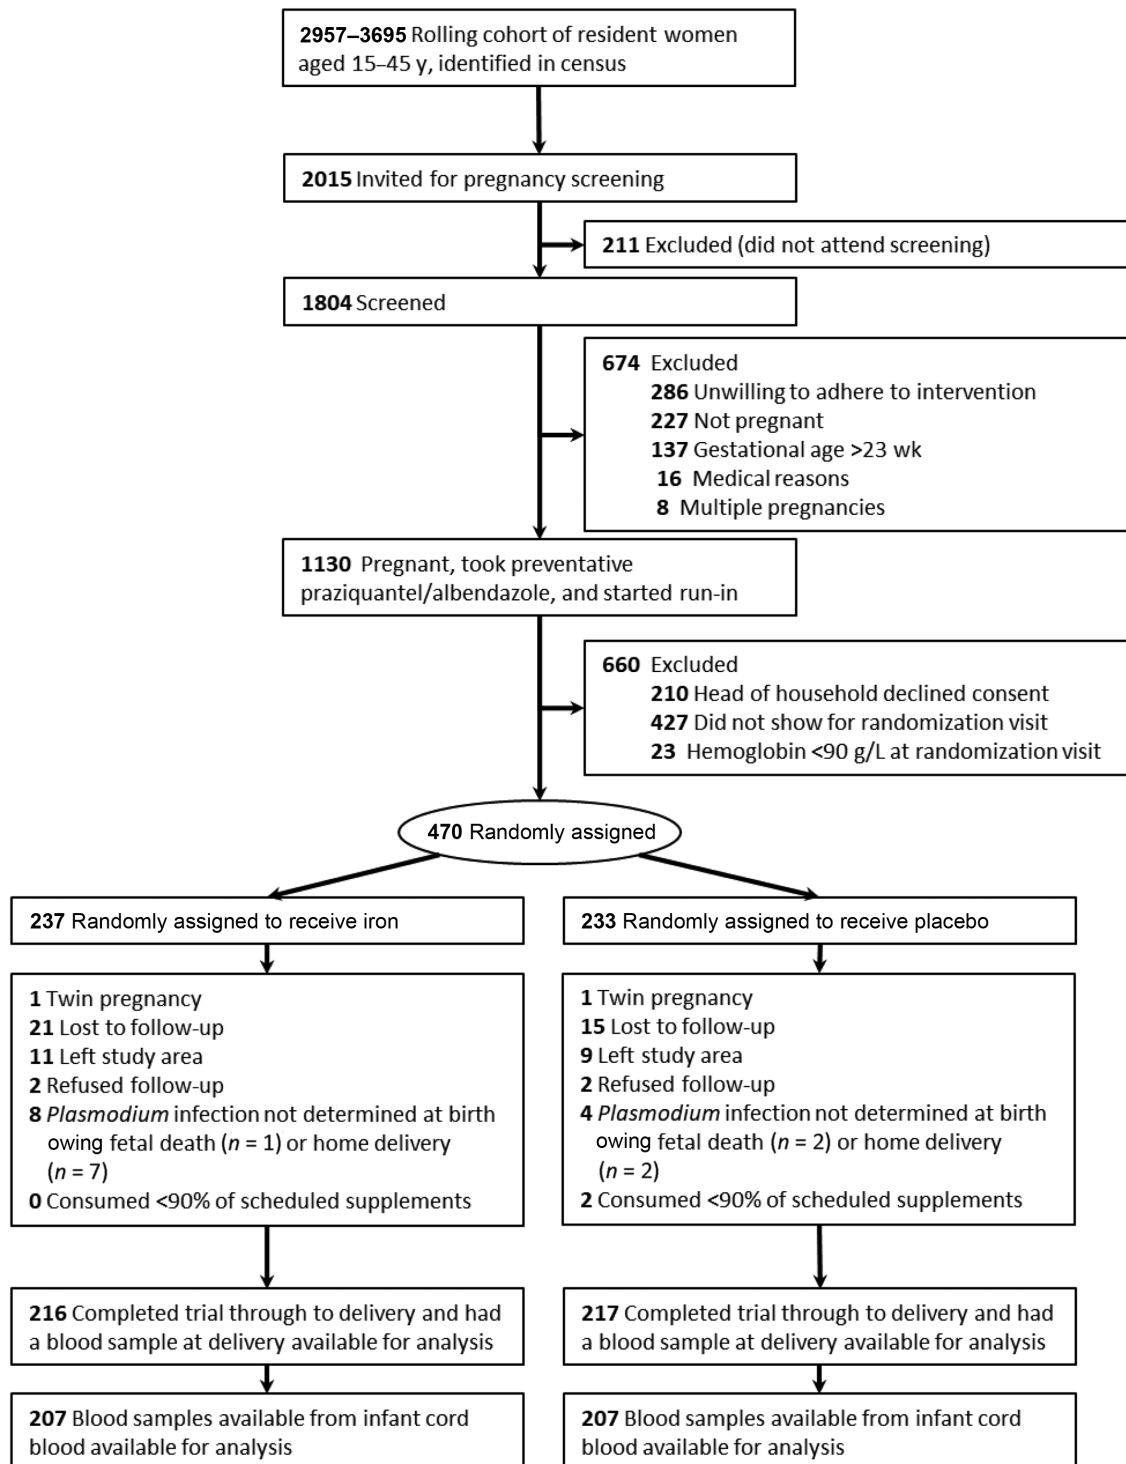 2957–3695 Rolling cohort of resident women
aged 15–45 y, identified in census
2015 Invited for pregnancy screening
211 Excluded (did not attend screening)
1804 Screened
674 Excluded
286 Unwilling to adhere to intervention
227 Not pregnant
137 Gestational age >23 wk
16 Medical reasons
8 Multiple pregnancies
1130 Pregnant, took preventative
praziquantel/albendazole, and started run-in
660 Excluded
210 Head of household declined consent
427 Did not show for randomization visit
23 Hemoglobin <90 g/L at randomization visit
470 Randomly assigned
237 Randomly assigned to receive iron
1 Twin pregnancy
21 Lost to follow-up
11 Left study area
2 Refused follow-up
8 Plasmodium infection not determined at birth
owing fetal death (n = 1) or home delivery
(n = 7)
0 Consumed <90% of scheduled supplements
216 Completed trial through to delivery and had
a blood sample at delivery available for analysis
207 Blood samples available from infant cord
blood available for analysis
233 Randomly assigned to receive placebo
1 Twin pregnancy
15 Lost to follow-up
9 Left study area
2 Refused follow-up
4 Plasmodium infection not determined at birth
owing fetal death (n = 2) or home delivery
(n = 2)
2 Consumed <90% of scheduled supplements
217 Completed trial through to delivery and had
a blood sample at delivery available for analysis
207 Blood samples available from infant cord
blood available for analysis